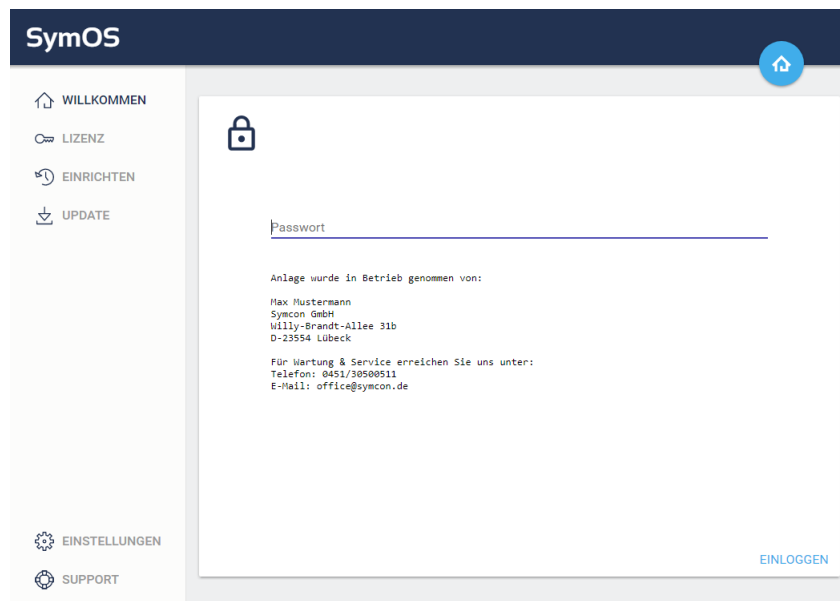 SymOS
WILLKOMMEN
LIZENZ
EINRICHTEN
UPDATE
EINSTELLUNGEN
SUPPORT
Passwort
Anlage wurde in Betrieb genommen von:
Max Mustermann
Symcon GmbH
Willy-Brandt-Allee 31b
D-23554 Lübeck
Für Wartung & Service erreichen Sie uns unter:
Telefon: 0451/30500511
E-Mail: office@symcon.de
EINLOGGEN